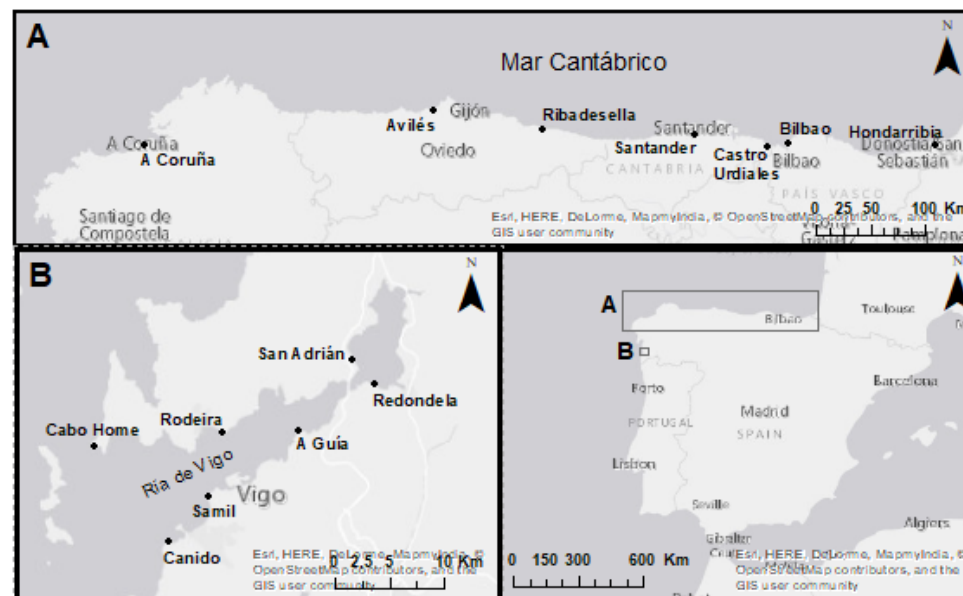 A
N
Mar Cantábrico
Avilés
Gijón
Ribadesella
A Coruña
A Coruña
Oviedo
Santander
Santander
CANTABRIA
Castro
Urdiales
Bilbao
Bilbao
Hondarribia
Donostia/San
Sebastián
PAÍS VASCO
Santiago de
Compostela
0 25 50 100 Km
Esri, HERE, DeLorme, MapmyIndia, © OpenStreetMap contributors, and the
GIS user community
B
N
San Adrián
Redondela
Cabo Home
Rodeira
A Guía
Ría de Vigo
Vigo
Samil
Canido
Esri, HERE, DeLorme, MapmyIndia, ©
OpenStreetMap contributors, and the
GIS user community
0 2,5 5 10 Km
N
A
Bilbao
Toulouse
B
Porto
Barcelona
PORTUGAL
Madrid
SPAIN
Lisbon
Seville
Gibraltar
Algiers
0 150 300 600 Km
Esri, HERE, DeLorme, MapmyIndia, ©
OpenStreetMap contributors, and the
GIS user community